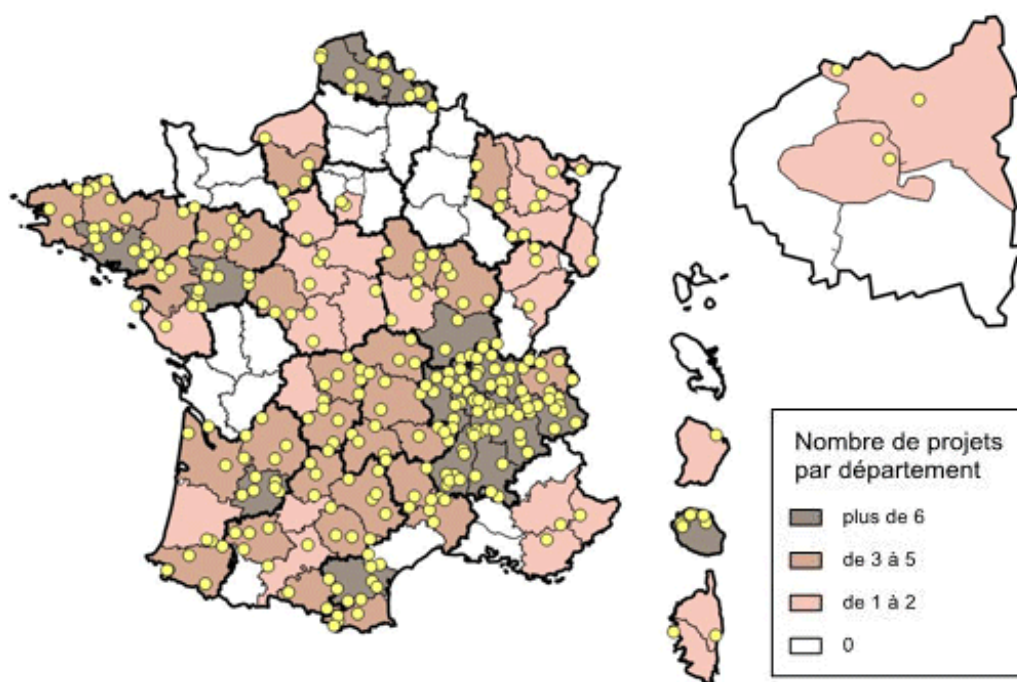 Nombre de projets
par département
plus de 6
de 3 à 5
de 1 à 2
0